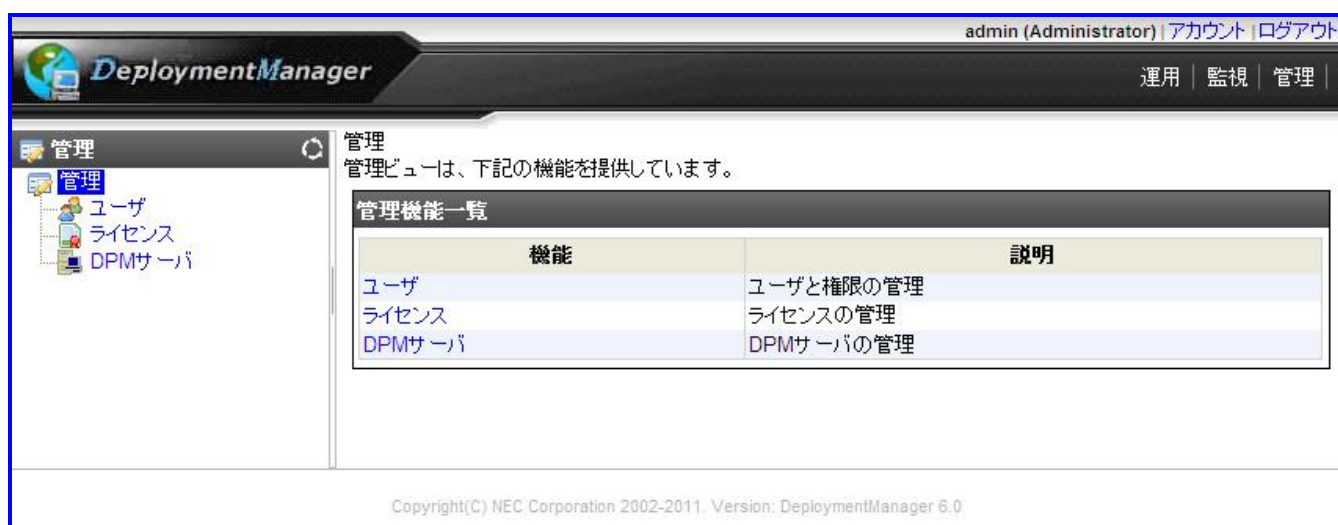 admin (Administrator) | アカウント | ログアウト
DeploymentManager
運用 | 監視 | 管理 |
管理
管理
ユーザ
ライセンス
DPMサーバ
管理
管理ビューは、下記の機能を提供しています。
管理機能一覧
機能 説明
ユーザ ユーザと権限の管理
ライセンス ライセンスの管理
DPMサーバ DPMサーバの管理
Copyright(C) NEC Corporation 2002-2011. Version: DeploymentManager 6.0